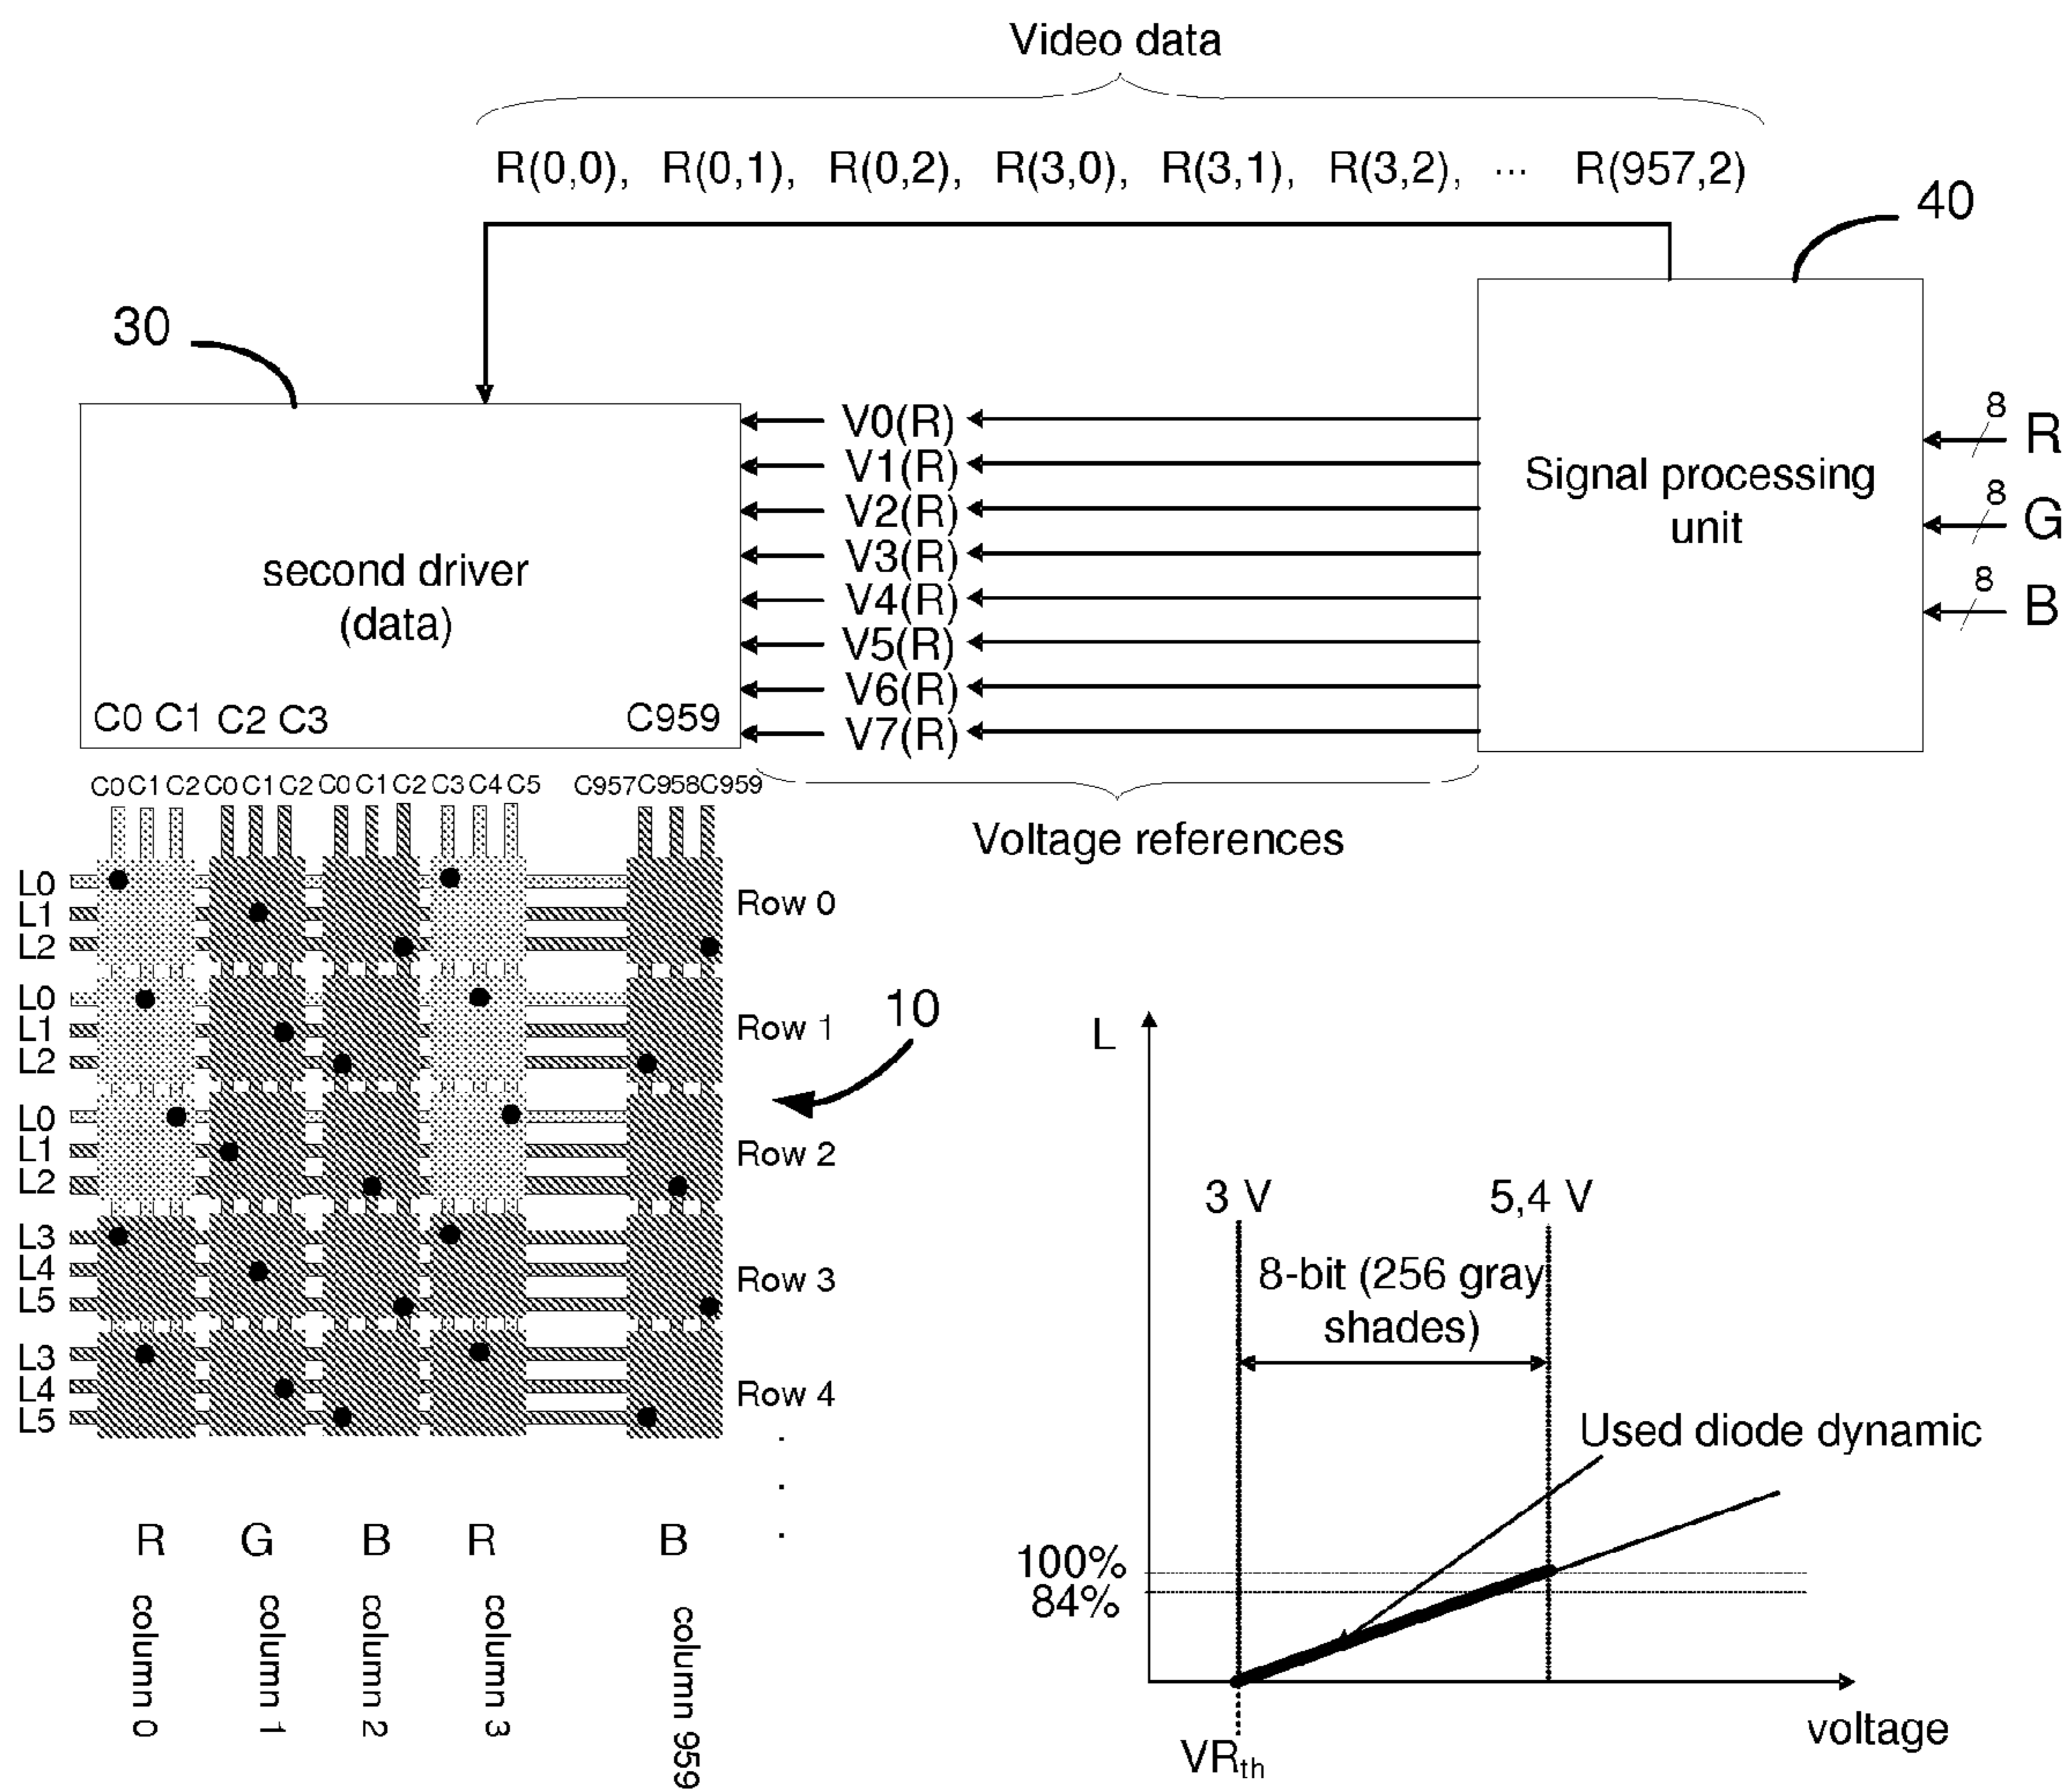 Video data
R(0,0), R(0,1), R(0,2), R(3,0), R(3,1), R(3,2), ... R(957,2)
40
30
V0(R)
V1(R)
V2(R)
V3(R)
V4(R)
V5(R)
V6(R)
V7(R)
second driver
(data)
C0 C1 C2 C3 C959
Signal processing
unit
8 R
8 G
8 B
Voltage references
C0 C1 C2 C0 C1 C2 C0 C1 C2 C3 C4 C5 C957 C958 C959
L0
L1
L2
Row 0
L0
L1
L2
Row 1
L0
L1
L2
Row 2
L3
L4
L5
Row 3
L3
L4
L5
Row 4
.
.
.
10
R G B R B
column 0
column 1
column 2
column 3
column 959
L
3 V
5,4 V
8-bit (256 gray
shades)
Used diode dynamic
100%
84%
voltage
VRth